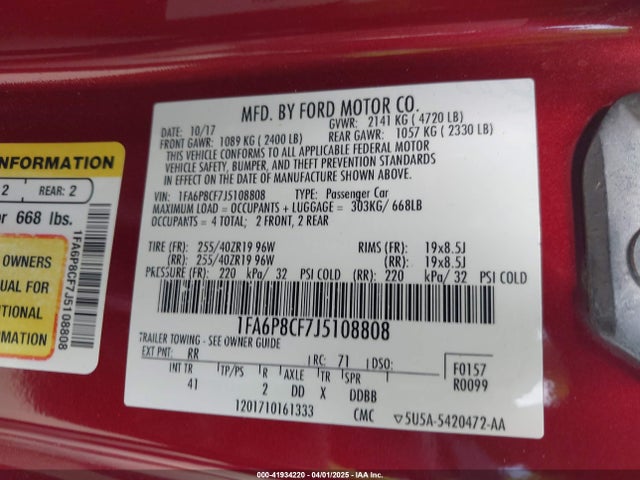 MFD. BY FORD MOTOR CO.
DATE: 10/17 GVWR: 2141 KG (4720 LB)
FRONT GAWR: 1089 KG (2400 LB) REAR GAWR: 1057 KG (2330 LB)
THIS VEHICLE CONFORMS TO ALL APPLICABLE FEDERAL MOTOR
VEHICLE SAFETY, BUMPER, AND THEFT PREVENTION STANDARDS
IN EFFECT ON THE DATE OF MANUFACTURE SHOWN ABOVE.
VIN: 1FA6P8CF7J5108808 TYPE: Passenger Car
MAXIMUM LOAD = OCCUPANTS + LUGGAGE = 303KG/ 668LB
OCCUPANTS = 4 TOTAL; 2 FRONT, 2 REAR
TIRE (FR): 255/40ZR19 96W RIMS (FR): 19x8.5J
(RR): 255/40ZR19 96W (RR): 19x8.5J
PRESSURE (FR): 220 kPa/ 32 PSI COLD (RR): 220 kPa/ 32 PSI COLD
1FA6P8CF7J5108808
TRAILER TOWING - SEE OWNER GUIDE
EXT PNT: RR RC: 71 DSO: F0157
INT TR TP/PS R AXLE TR SPR R0099
41 2 DD X DDBB
1201710161333 CMC 5U5A-5420472-AA
INFORMATION
2 REAR: 2
or 668 lbs.
OWNERS
NUAL FOR
ITIONAL
RMATION
1FA6P8CF7J5108808
000-41934220 - 04/01/2025 - IAA Inc.